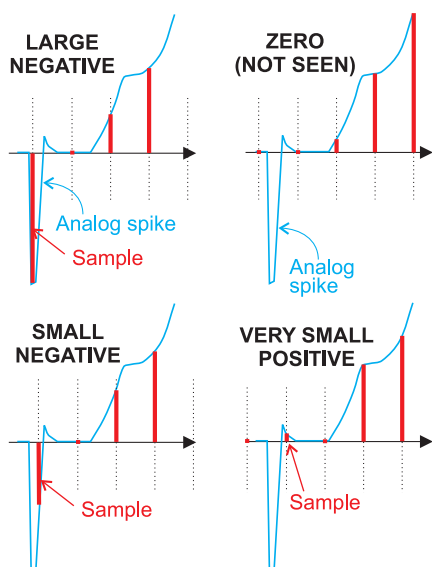 LARGE
NEGATIVE
Analog spike
Sample
ZERO
(NOT SEEN)
Analog
spike
SMALL
NEGATIVE
Sample
VERY SMALL
POSITIVE
Sample